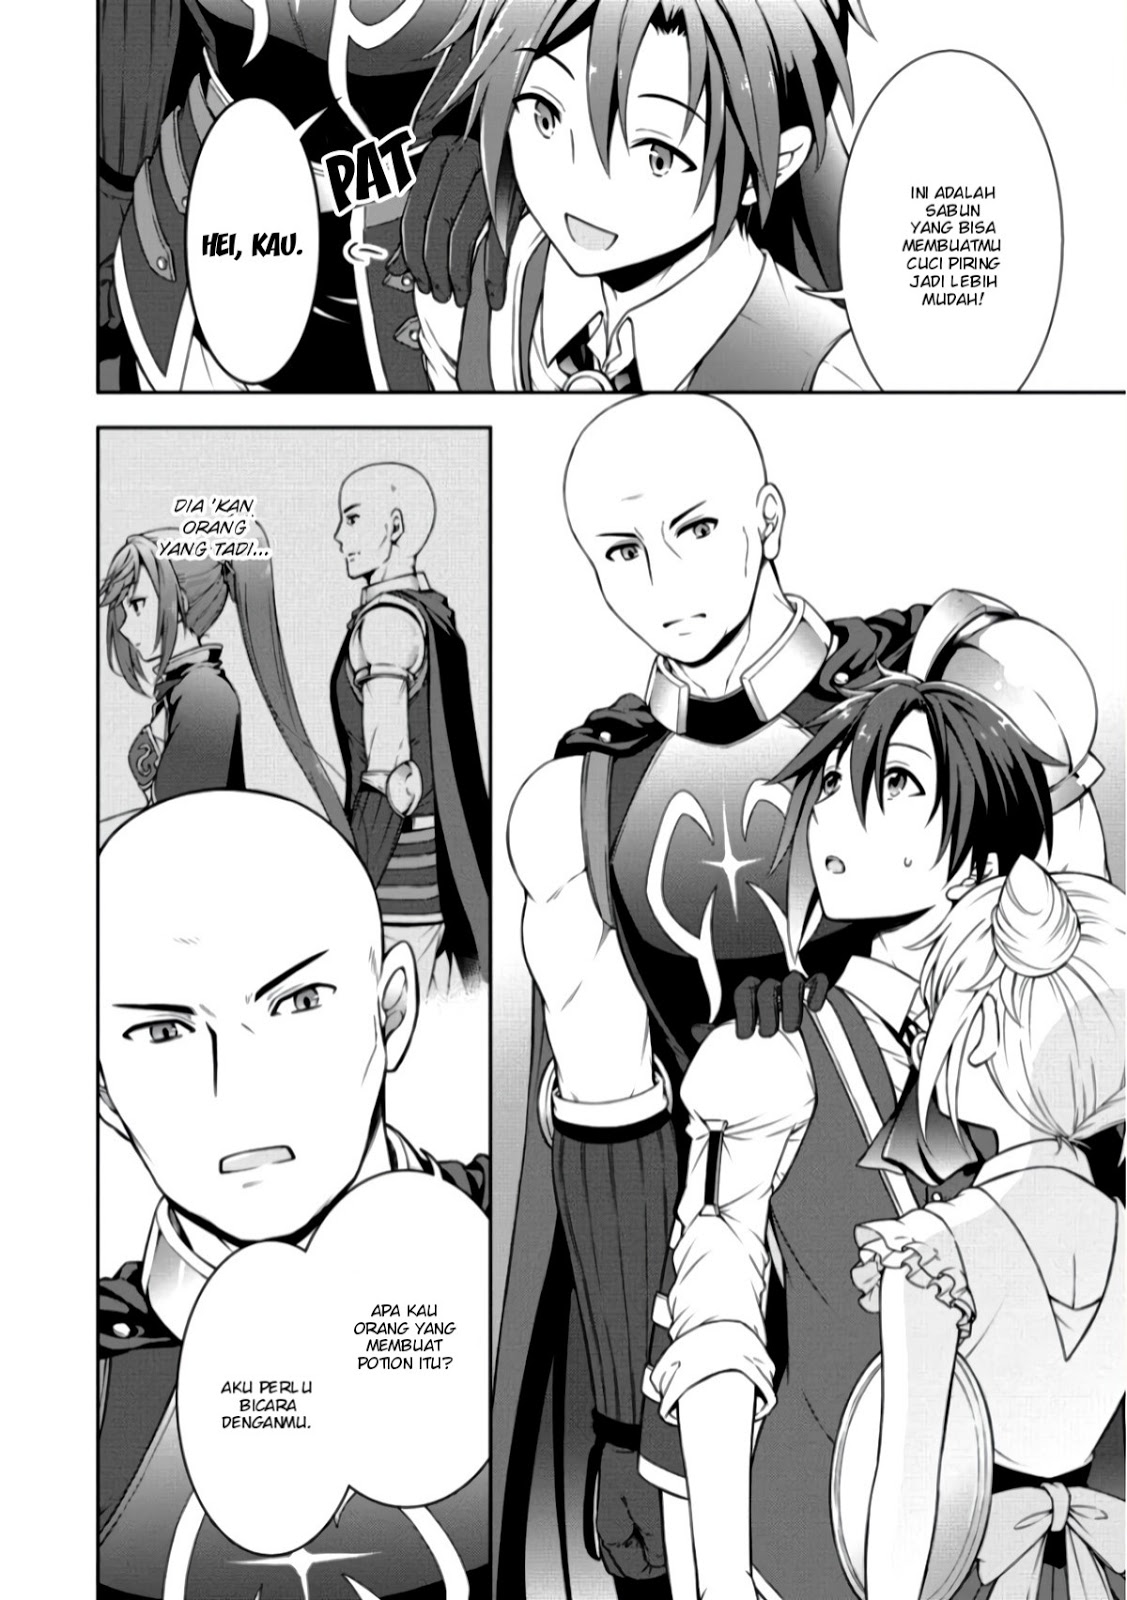 INI ADALAH
SABUN
YANG BISA
MEMBUATMU
CUCI PIRING
JADI LEBIH
MUDAH!
PAT
HEI, KAU.
DIA 'KAN
ORANG
YANG TADI...
APA KAU
ORANG YANG
MEMBUAT
POTION ITU?
AKU PERLU
BICARA
DENGANMU.